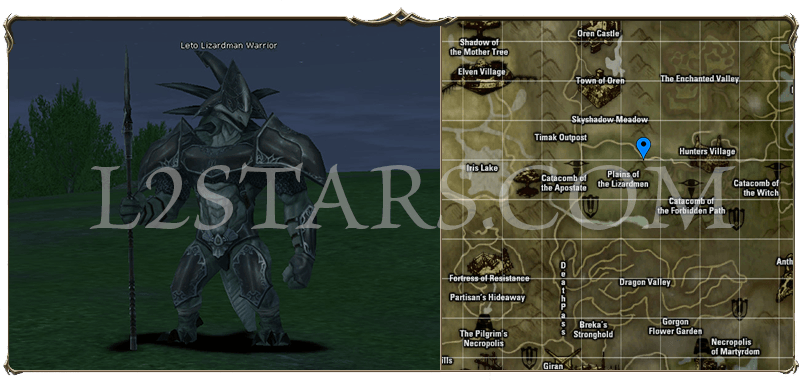 Leto Lizardman Warrior
L2STARS.COM
Oren Castle
Shadow of
the Mother Tree
Elven Village
Town of Oren
The Enchanted Valley
Skyshadow Meadow
Timak Outpost
Hunters Village
Iris Lake
Plains of
the Lizardmen
Catacomb of
the Apostate
Catacomb of
the Witch
Catacomb of
the Forbidden Path
Anth
DeathPass
Dragon Valley
Fortress of Resistance
Partisan's Hideaway
The Pilgrim's
Necropolis
Breka's
Stronghold
Gorgon
Flower Garden
Necropolis
of Martyrdom
ills
Giran